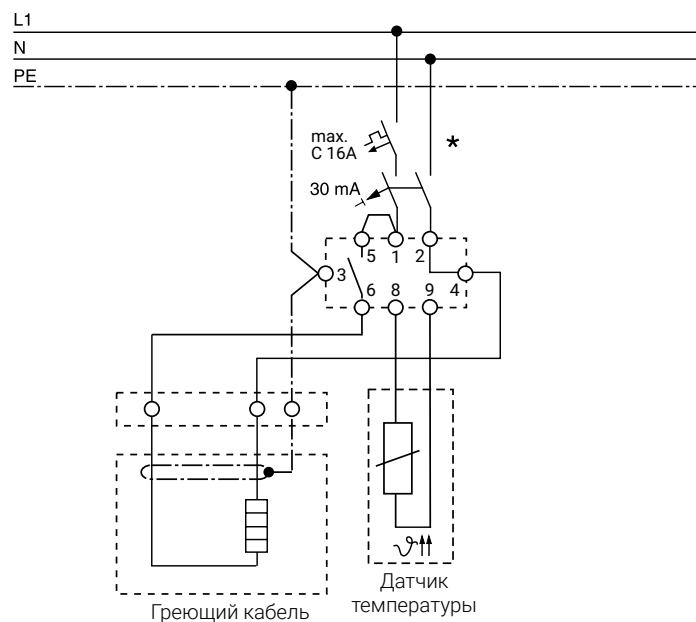 L1
N
PE
max.
C 16A
*
30 mA
5 1 2
3
6 8 9 4
ϑ
Датчик
температуры
Греющий кабель